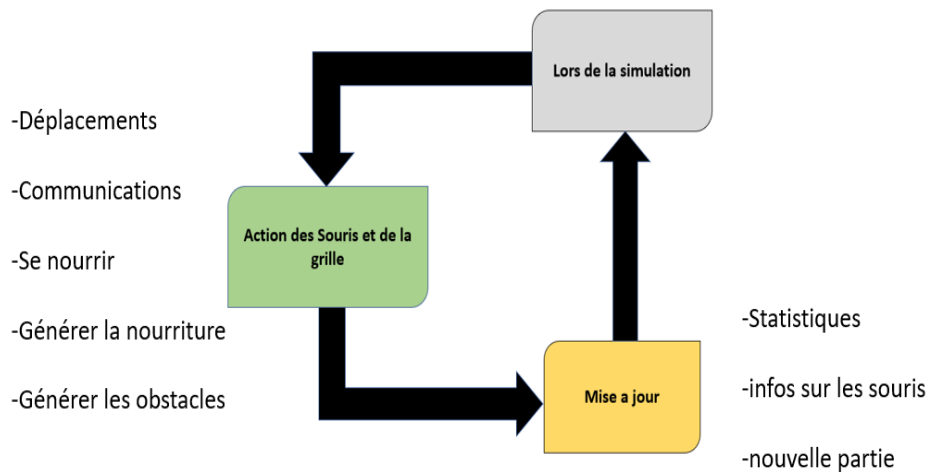 Lors de la simulation
-Déplacements
-Communications
-Se nourrir
-Générer la nourriture
-Générer les obstacles
Action des Souris et de la
grille
Mise a jour
-Statistiques
-infos sur les souris
-nouvelle partie